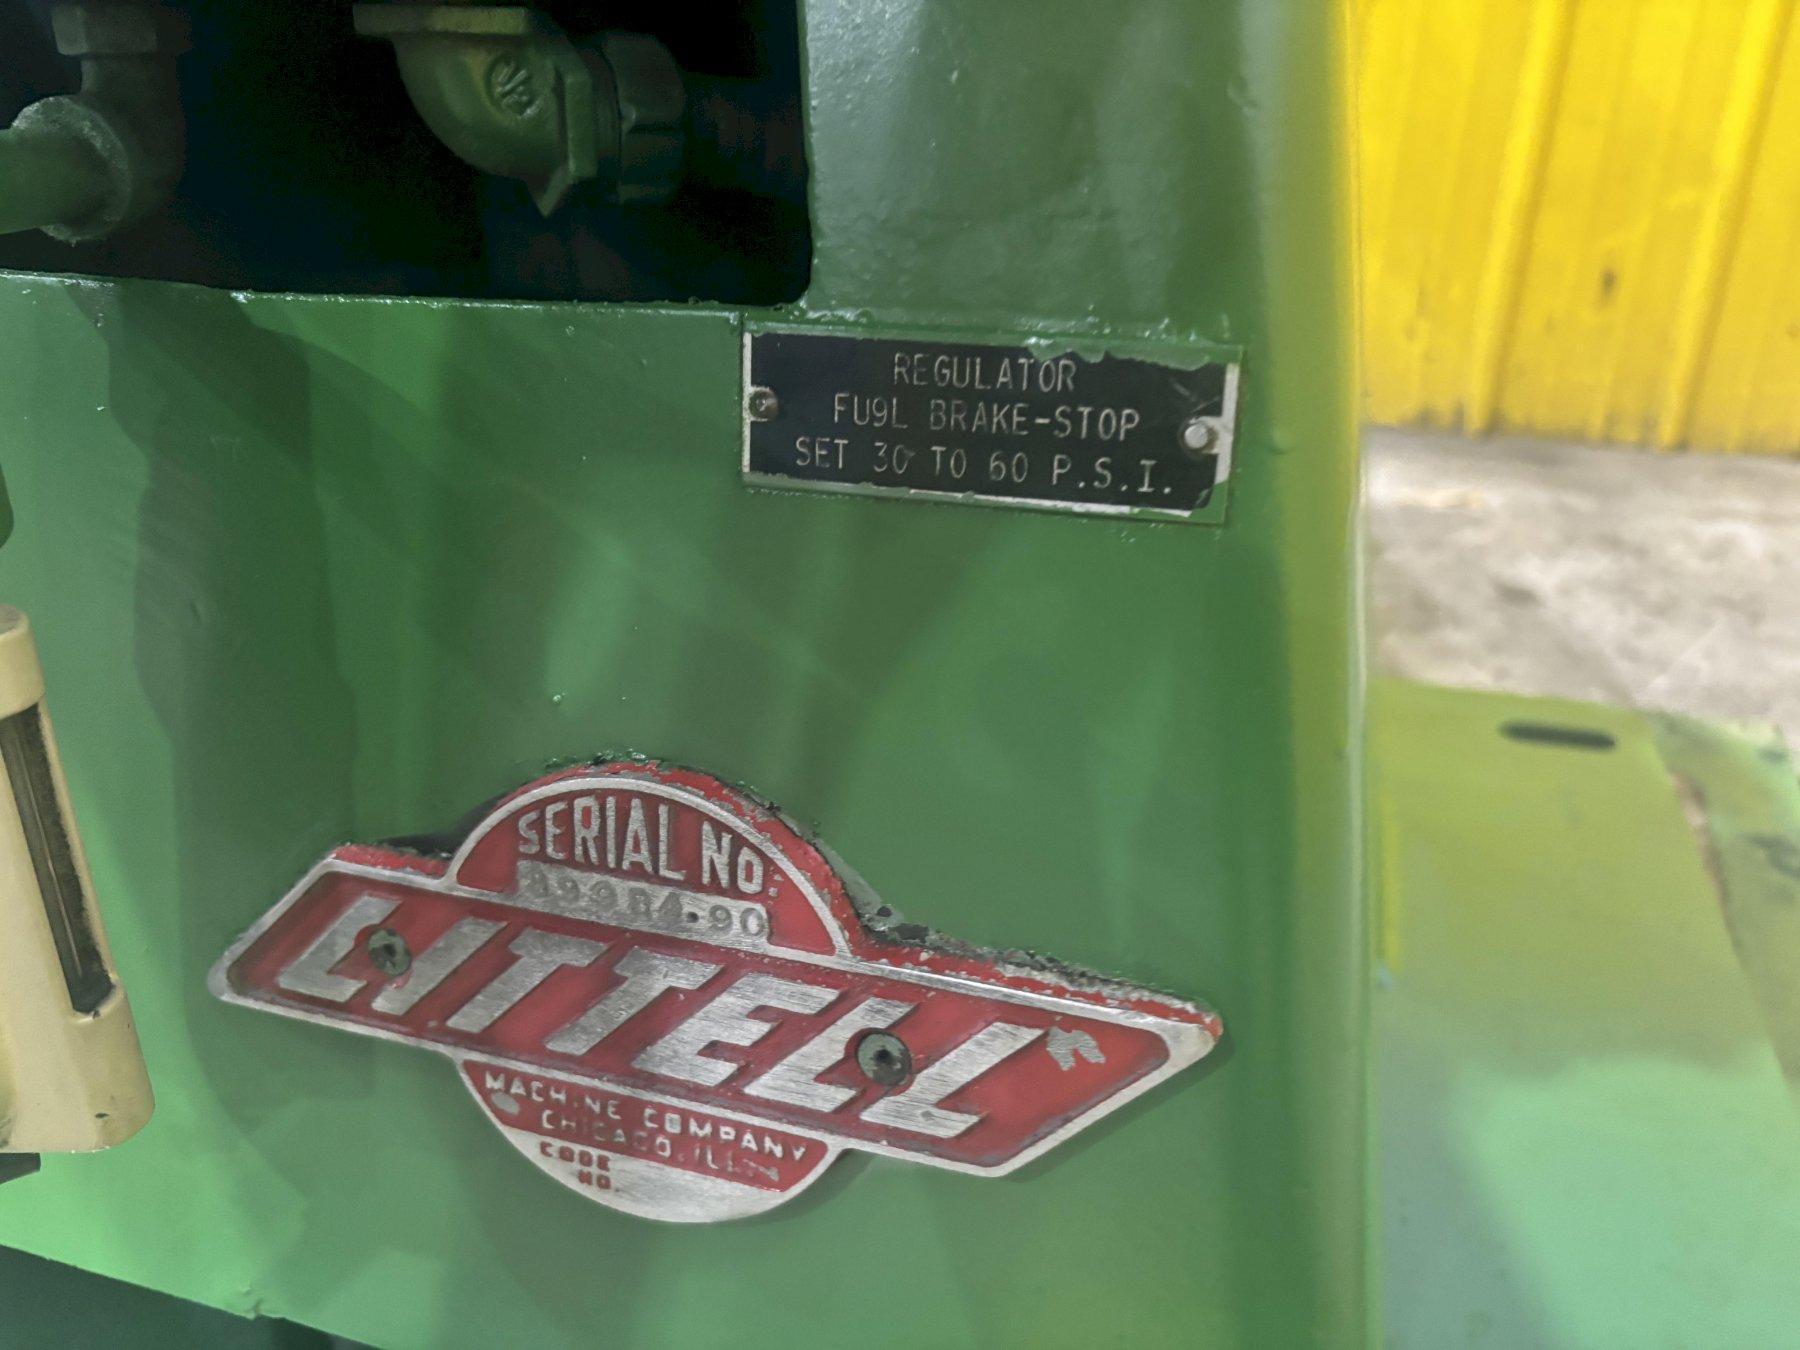 REGULATOR
FU9L BRAKE-STOP
SET 30 TO 60 P.S.I.
SERIAL NO.
LITTELL
MACHINE COMPANY
CHICAGO, ILL.
CODE
NO.